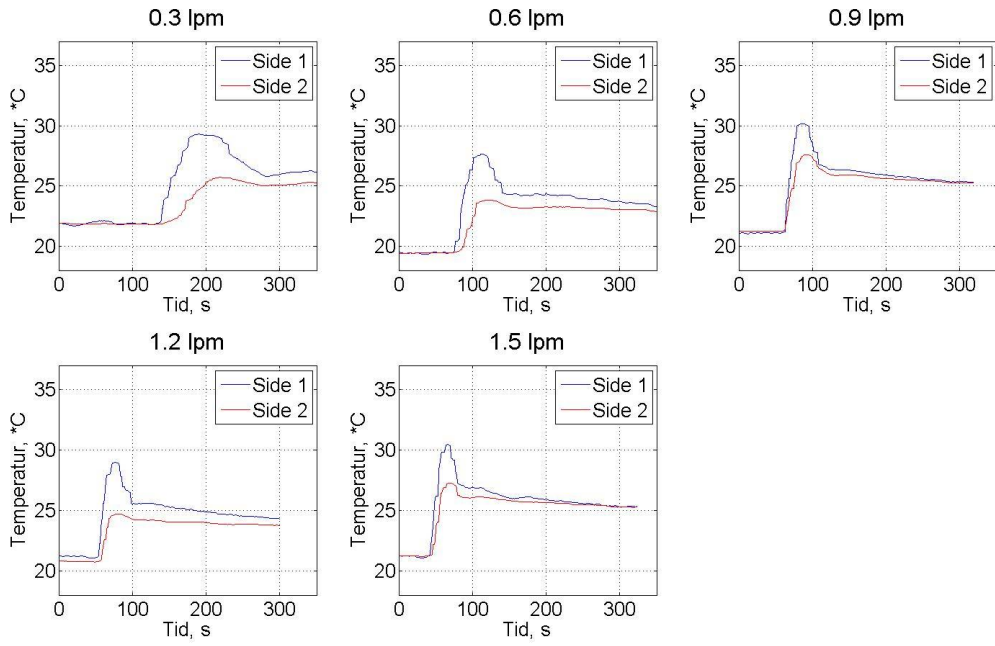 0.3 lpm
Temperatur, *C
35
30
25
20
Side 1
Side 2
0 100 200 300
Tid, s
0.6 lpm
Temperatur, *C
35
30
25
20
Side 1
Side 2
0 100 200 300
Tid, s
0.9 lpm
Temperatur, *C
35
30
25
20
Side 1
Side 2
0 100 200 300
Tid, s
1.2 lpm
Temperatur, *C
35
30
25
20
Side 1
Side 2
0 100 200 300
Tid, s
1.5 lpm
Temperatur, *C
35
30
25
20
Side 1
Side 2
0 100 200 300
Tid, s